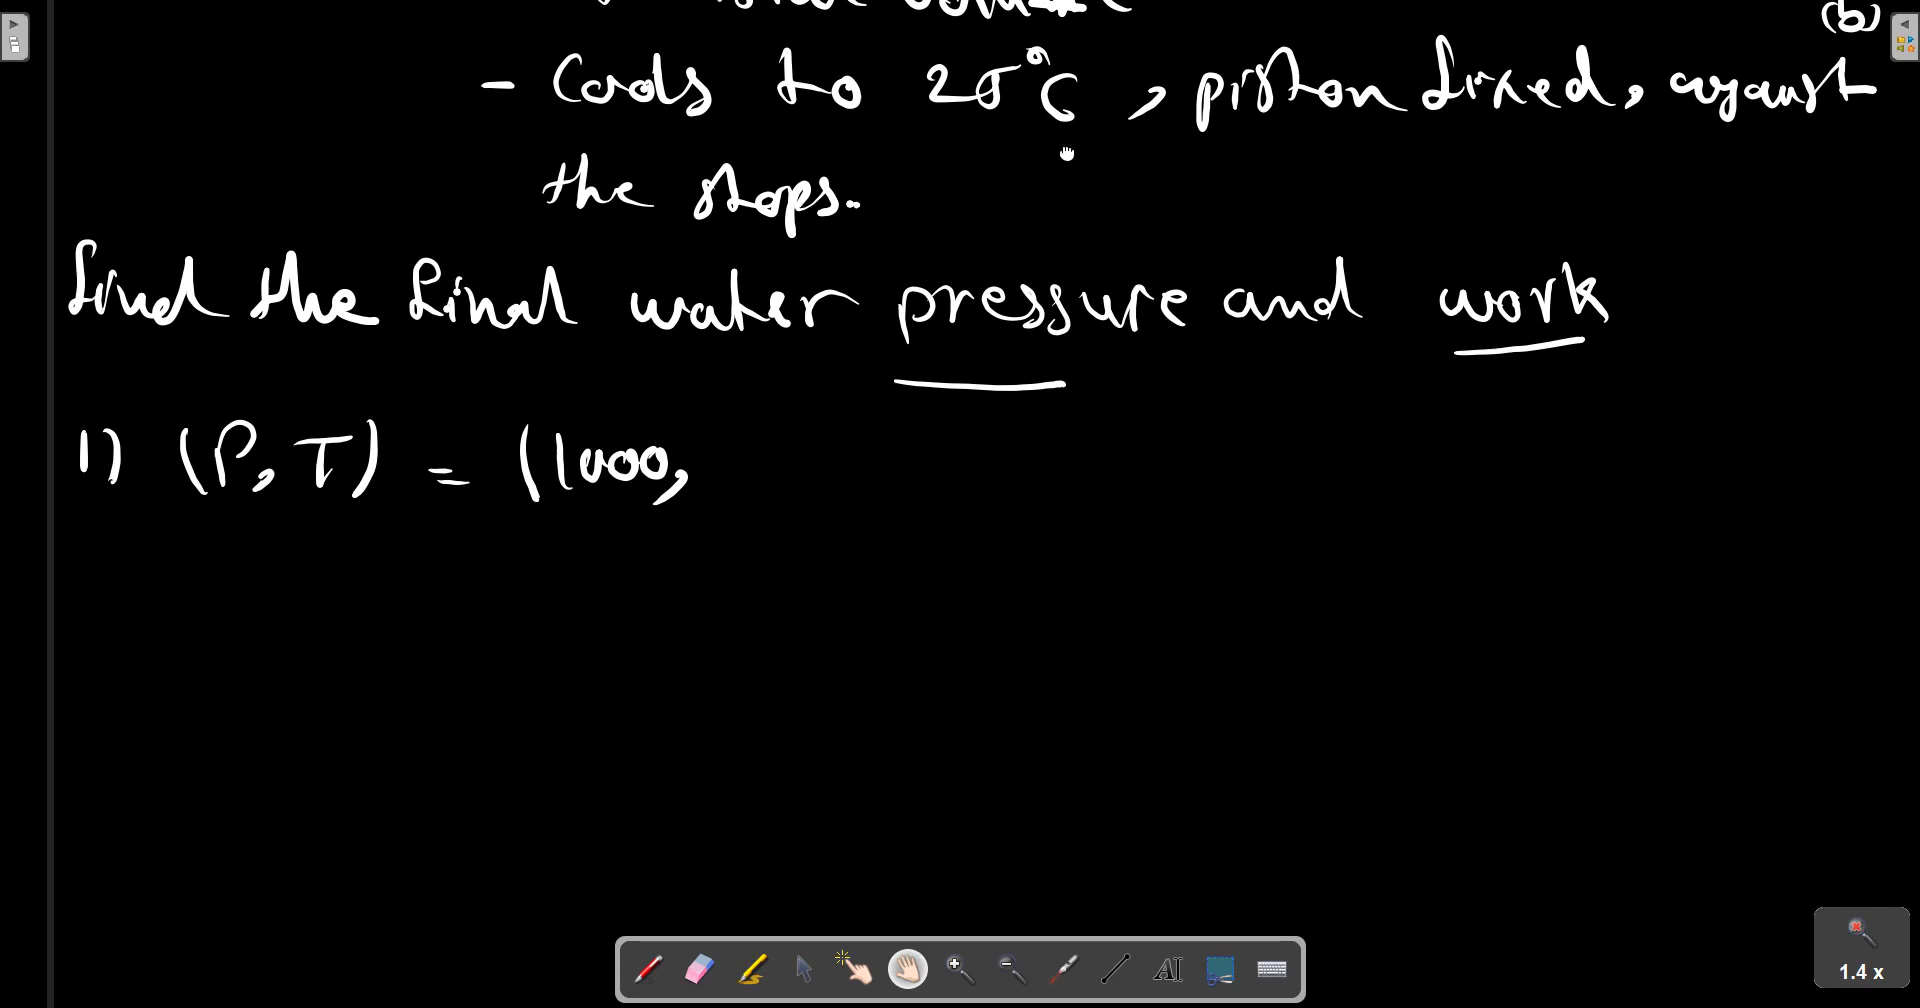 (b)
- Cools to 25°C, piston fixed, against
the stops.
find the final water pressure and work
1) (P, T) = (1000,
AI
1.4 x